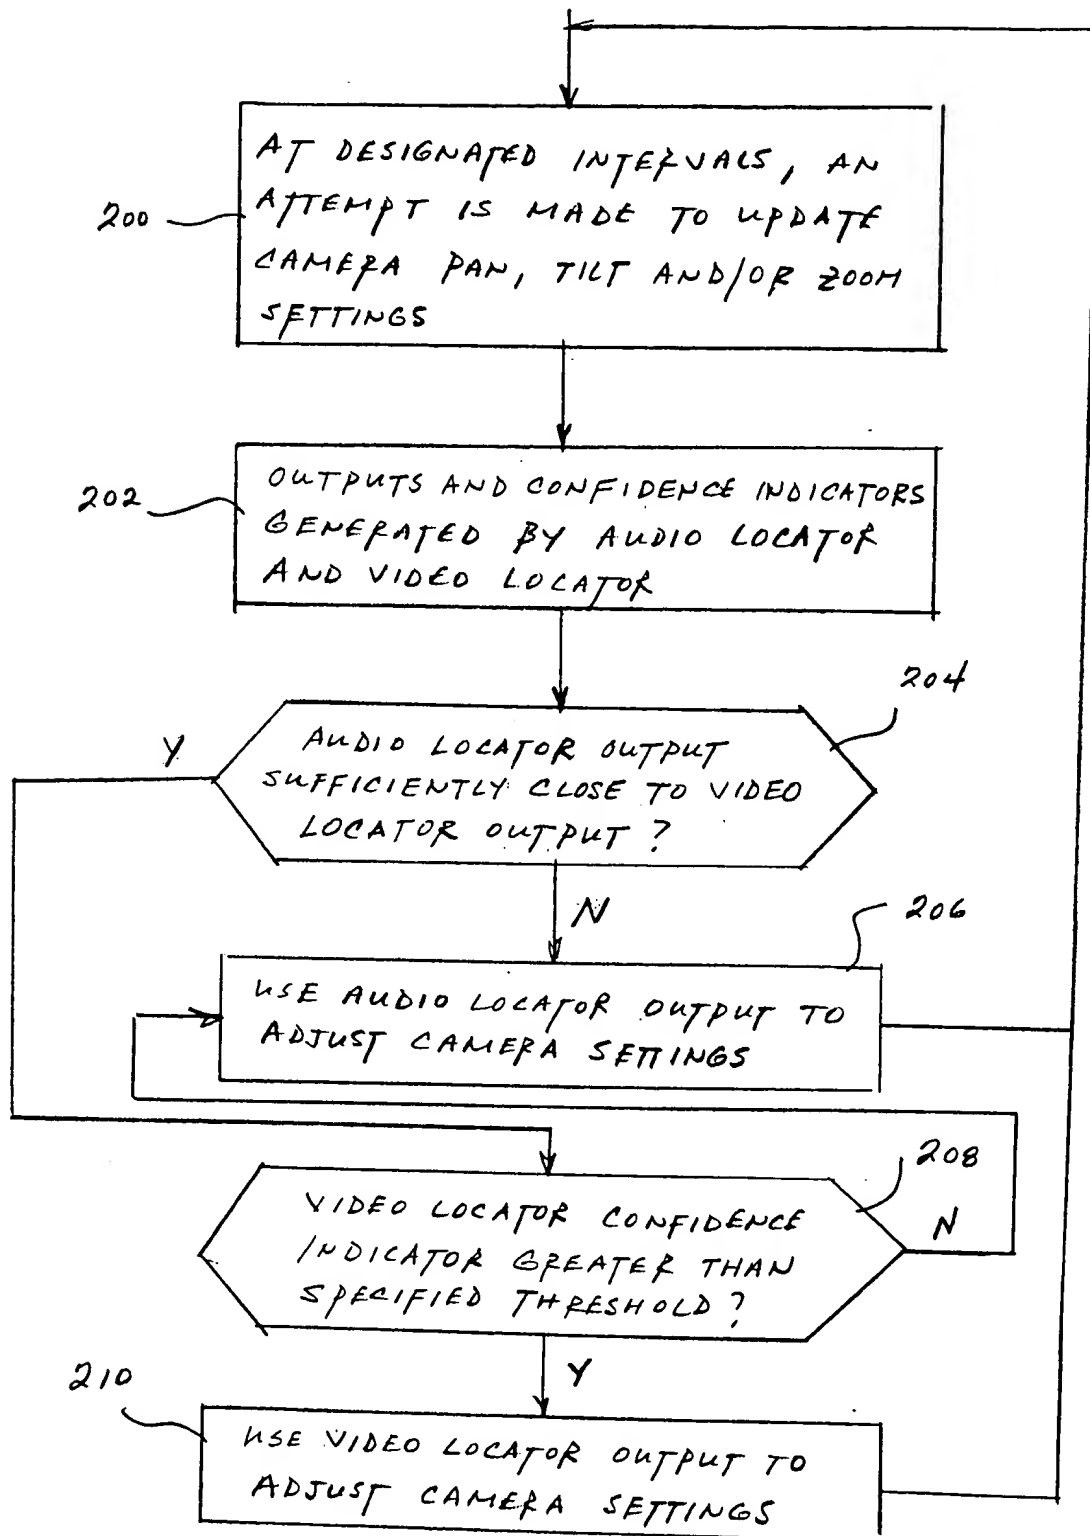 200
AT DESIGNATED INTERVALS, AN
ATTEMPT IS MADE TO UPDATE
CAMERA PAN, TILT AND/OR ZOOM
SETTINGS
202
OUTPUTS AND CONFIDENCE INDICATORS
GENERATED BY AUDIO LOCATOR
AND VIDEO LOCATOR
204
Y
AUDIO LOCATOR OUTPUT
SUFFICIENTLY CLOSE TO VIDEO
LOCATOR OUTPUT ?
N
206
USE AUDIO LOCATOR OUTPUT TO
ADJUST CAMERA SETTINGS
208
VIDEO LOCATOR CONFIDENCE
INDICATOR GREATER THAN
SPECIFIED THRESHOLD ?
N
Y
210
USE VIDEO LOCATOR OUTPUT TO
ADJUST CAMERA SETTINGS